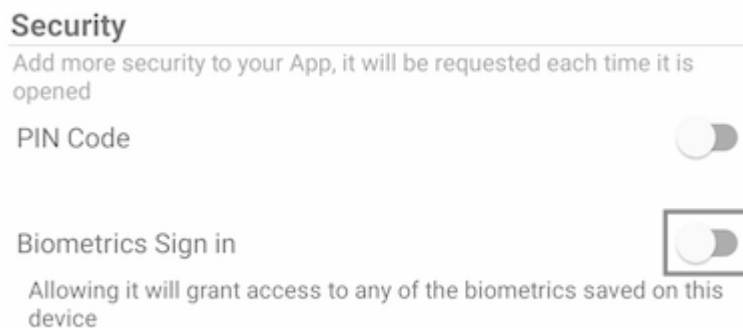 Security
Add more security to your App, it will be requested each time it is
opened
PIN Code
Biometrics Sign in
Allowing it will grant access to any of the biometrics saved on this
device